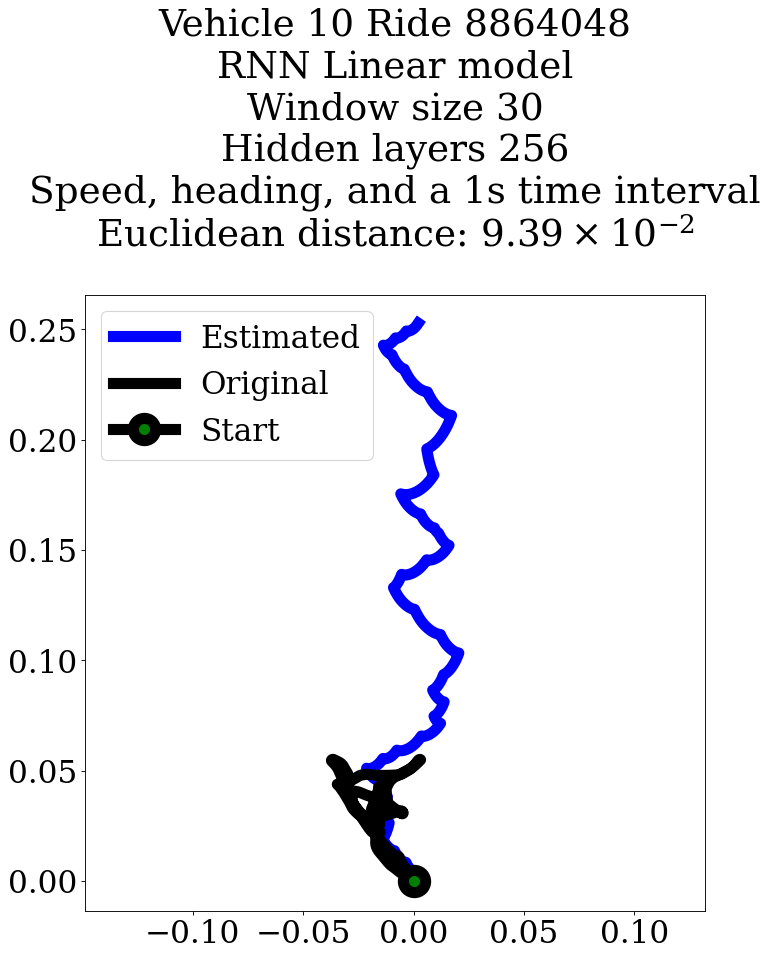 Vehicle 10 Ride 8864048
RNN Linear model
Window size 30
Hidden layers 256
Speed, heading, and a 1s time interval
Euclidean distance: 9.39 × 10⁻²
Estimated
Original
Start
0.25
0.20
0.15
0.10
0.05
0.00
−0.10 −0.05 0.00 0.05 0.10